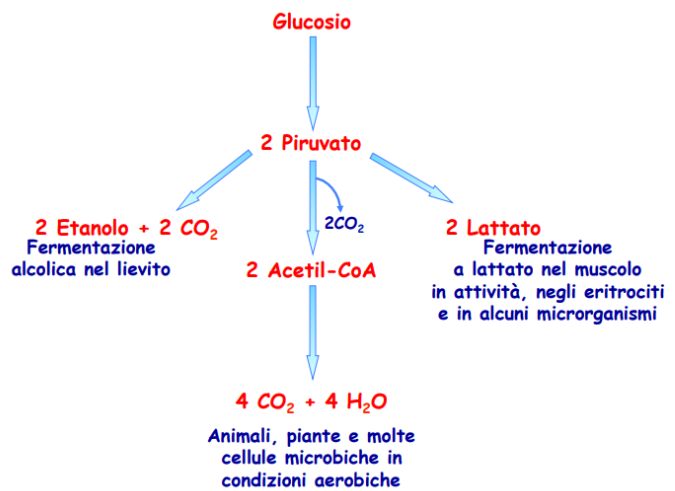 Glucosio
2 Piruvato
2 Etanolo + 2 CO₂
Fermentazione
alcolica nel lievito
2CO₂
2 Acetil-CoA
4 CO₂ + 4 H₂O
Animali, piante e molte
cellule microbiche in
condizioni aerobiche
2 Lattato
Fermentazione
a lattato nel muscolo
in attività, negli eritrociti
e in alcuni microrganismi